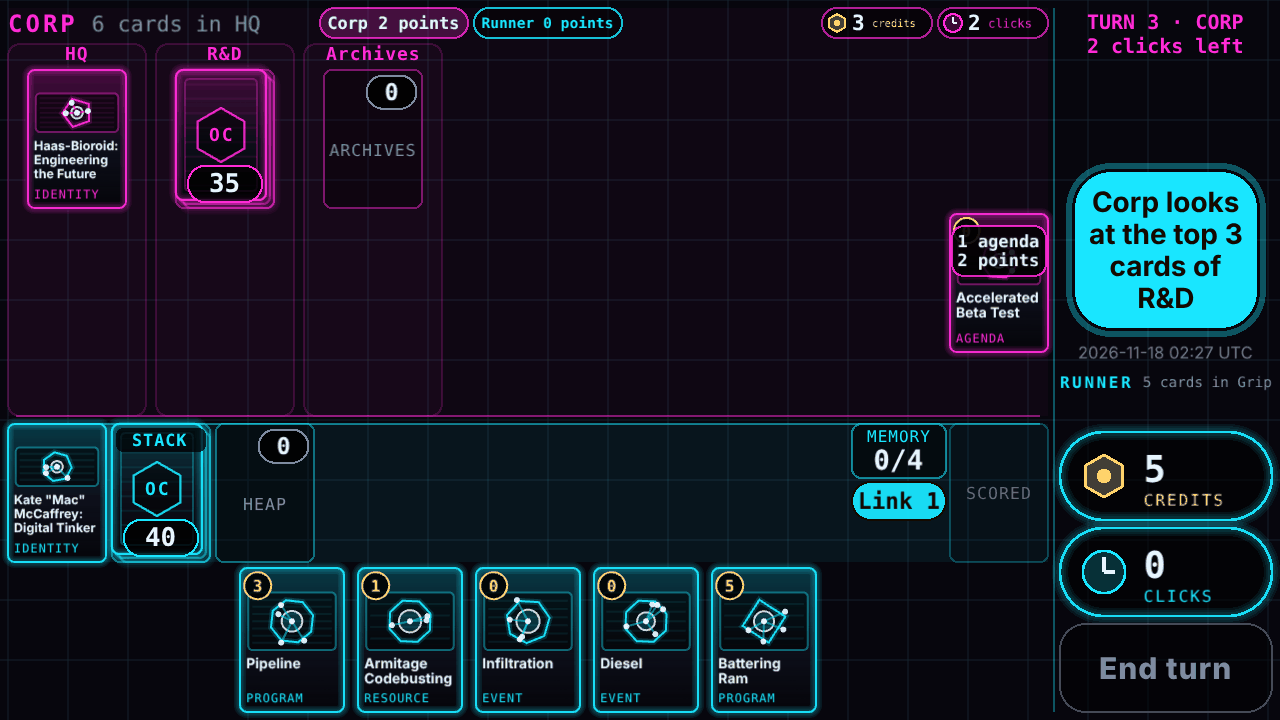 CORP 6 cards in HQ
Corp 2 points
Runner 0 points
3 credits
2 clicks
TURN 3 · CORP
2 clicks left
HQ
R&D
Archives
Haas-Bioroid:
Engineering
the Future
IDENTITY
OC
35
0
ARCHIVES
1 agenda
2 points
Accelerated
Beta Test
AGENDA
Corp looks
at the top 3
cards of
R&D
2026-11-18 02:27 UTC
RUNNER 5 cards in Grip
Kate "Mac"
McCaffrey:
Digital Tinker
IDENTITY
STACK
OC
40
0
HEAP
MEMORY
0/4
Link 1
SCORED
5
CREDITS
0
CLICKS
End turn
3
Pipeline
PROGRAM
1
Armitage
Codebusting
RESOURCE
0
Infiltration
EVENT
0
Diesel
EVENT
5
Battering
Ram
PROGRAM